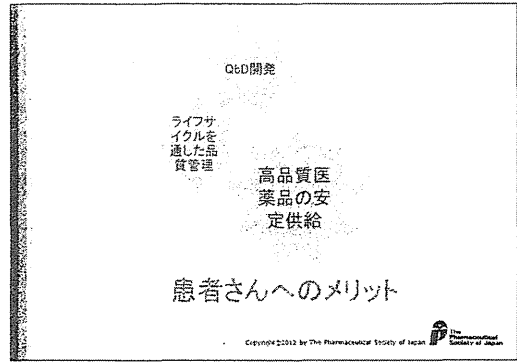 QbD開発
ライフサ
イクルを
通した品
質管理
高品質医
薬品の安
定供給
患者さんへのメリット
Copyright ©2012 by The Pharmaceutical Society of Japan
The
Pharmaceutical
Society of Japan